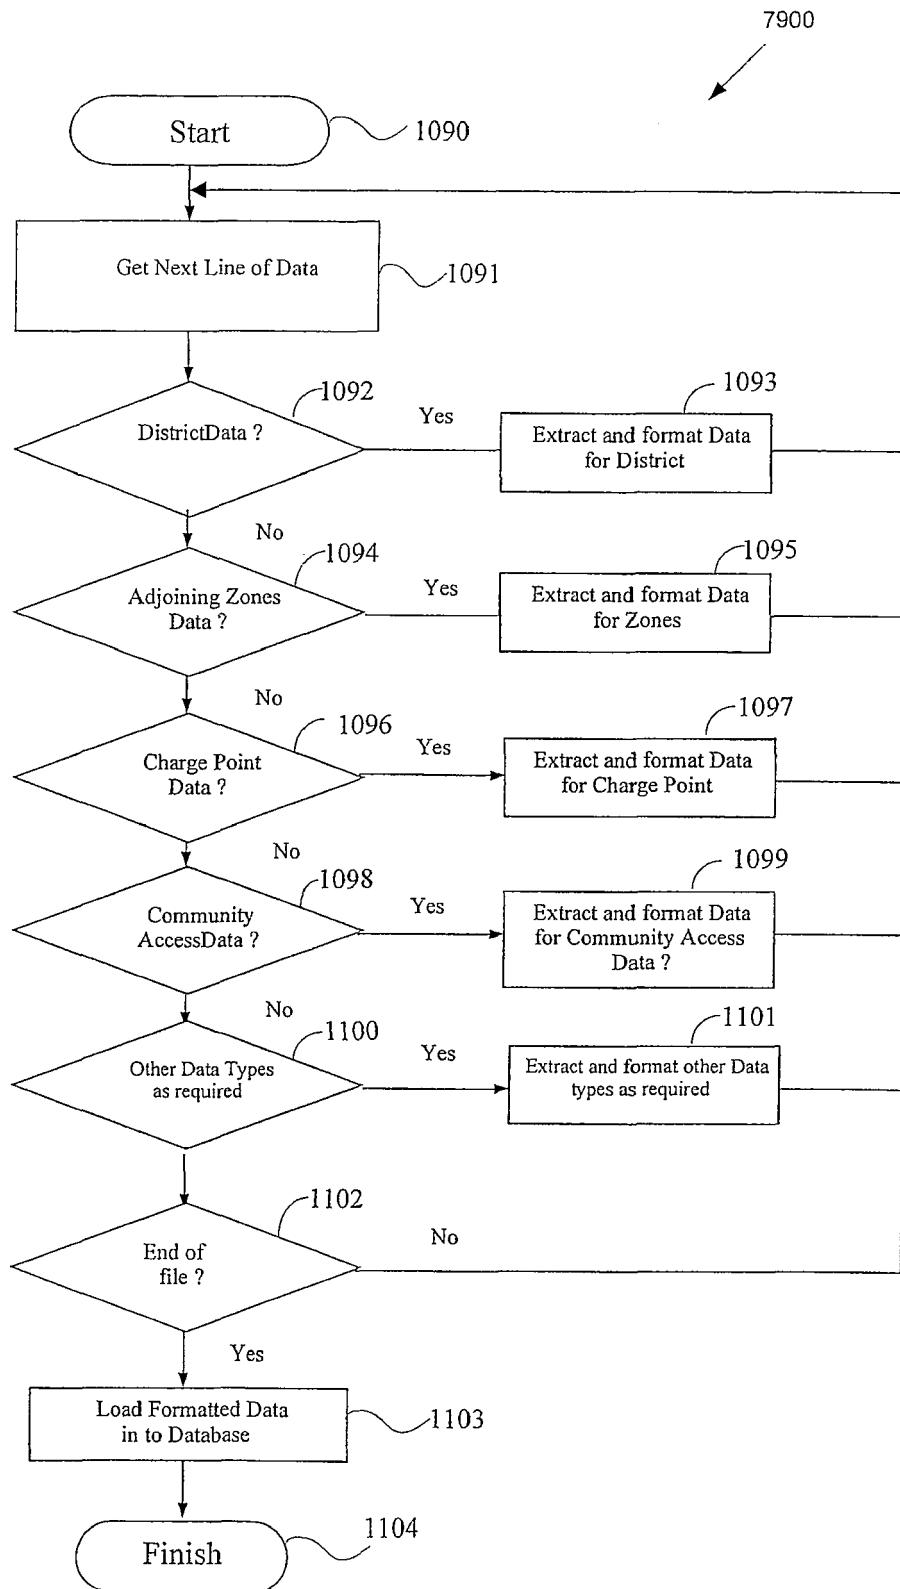 7900
Start
1090
Get Next Line of Data
1091
1092
DistrictData ?
Yes
1093
Extract and format Data
for District
No
1094
Adjoining Zones
Data ?
Yes
1095
Extract and format Data
for Zones
No
1096
Charge Point
Data ?
Yes
1097
Extract and format Data
for Charge Point
No
1098
Community
AccessData ?
Yes
1099
Extract and format Data
for Community Access
Data ?
No
1100
Other Data Types
as required
Yes
1101
Extract and format other Data
types as required
1102
End of
file ?
No
Yes
Load Formatted Data
in to Database
1103
Finish
1104